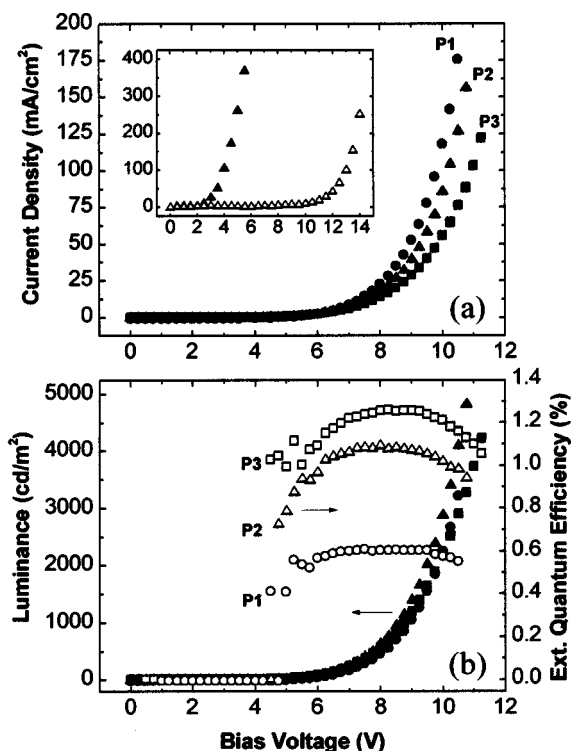 (a)
200
175
150
125
100
75
50
25
0
Current Density (mA/cm²)
400
300
200
100
0
0 2 4 6 8 10 12 14
P1
P2
P3
(a)
0 2 4 6 8 10 12
(b)
5000
4000
3000
2000
1000
0
Luminance (cd/m²)
P3
P2
P1
(b)
1.4
1.2
1.0
0.8
0.6
0.4
0.2
0.0
Ext. Quantum Efficiency (%)
0 2 4 6 8 10 12
Bias Voltage (V)